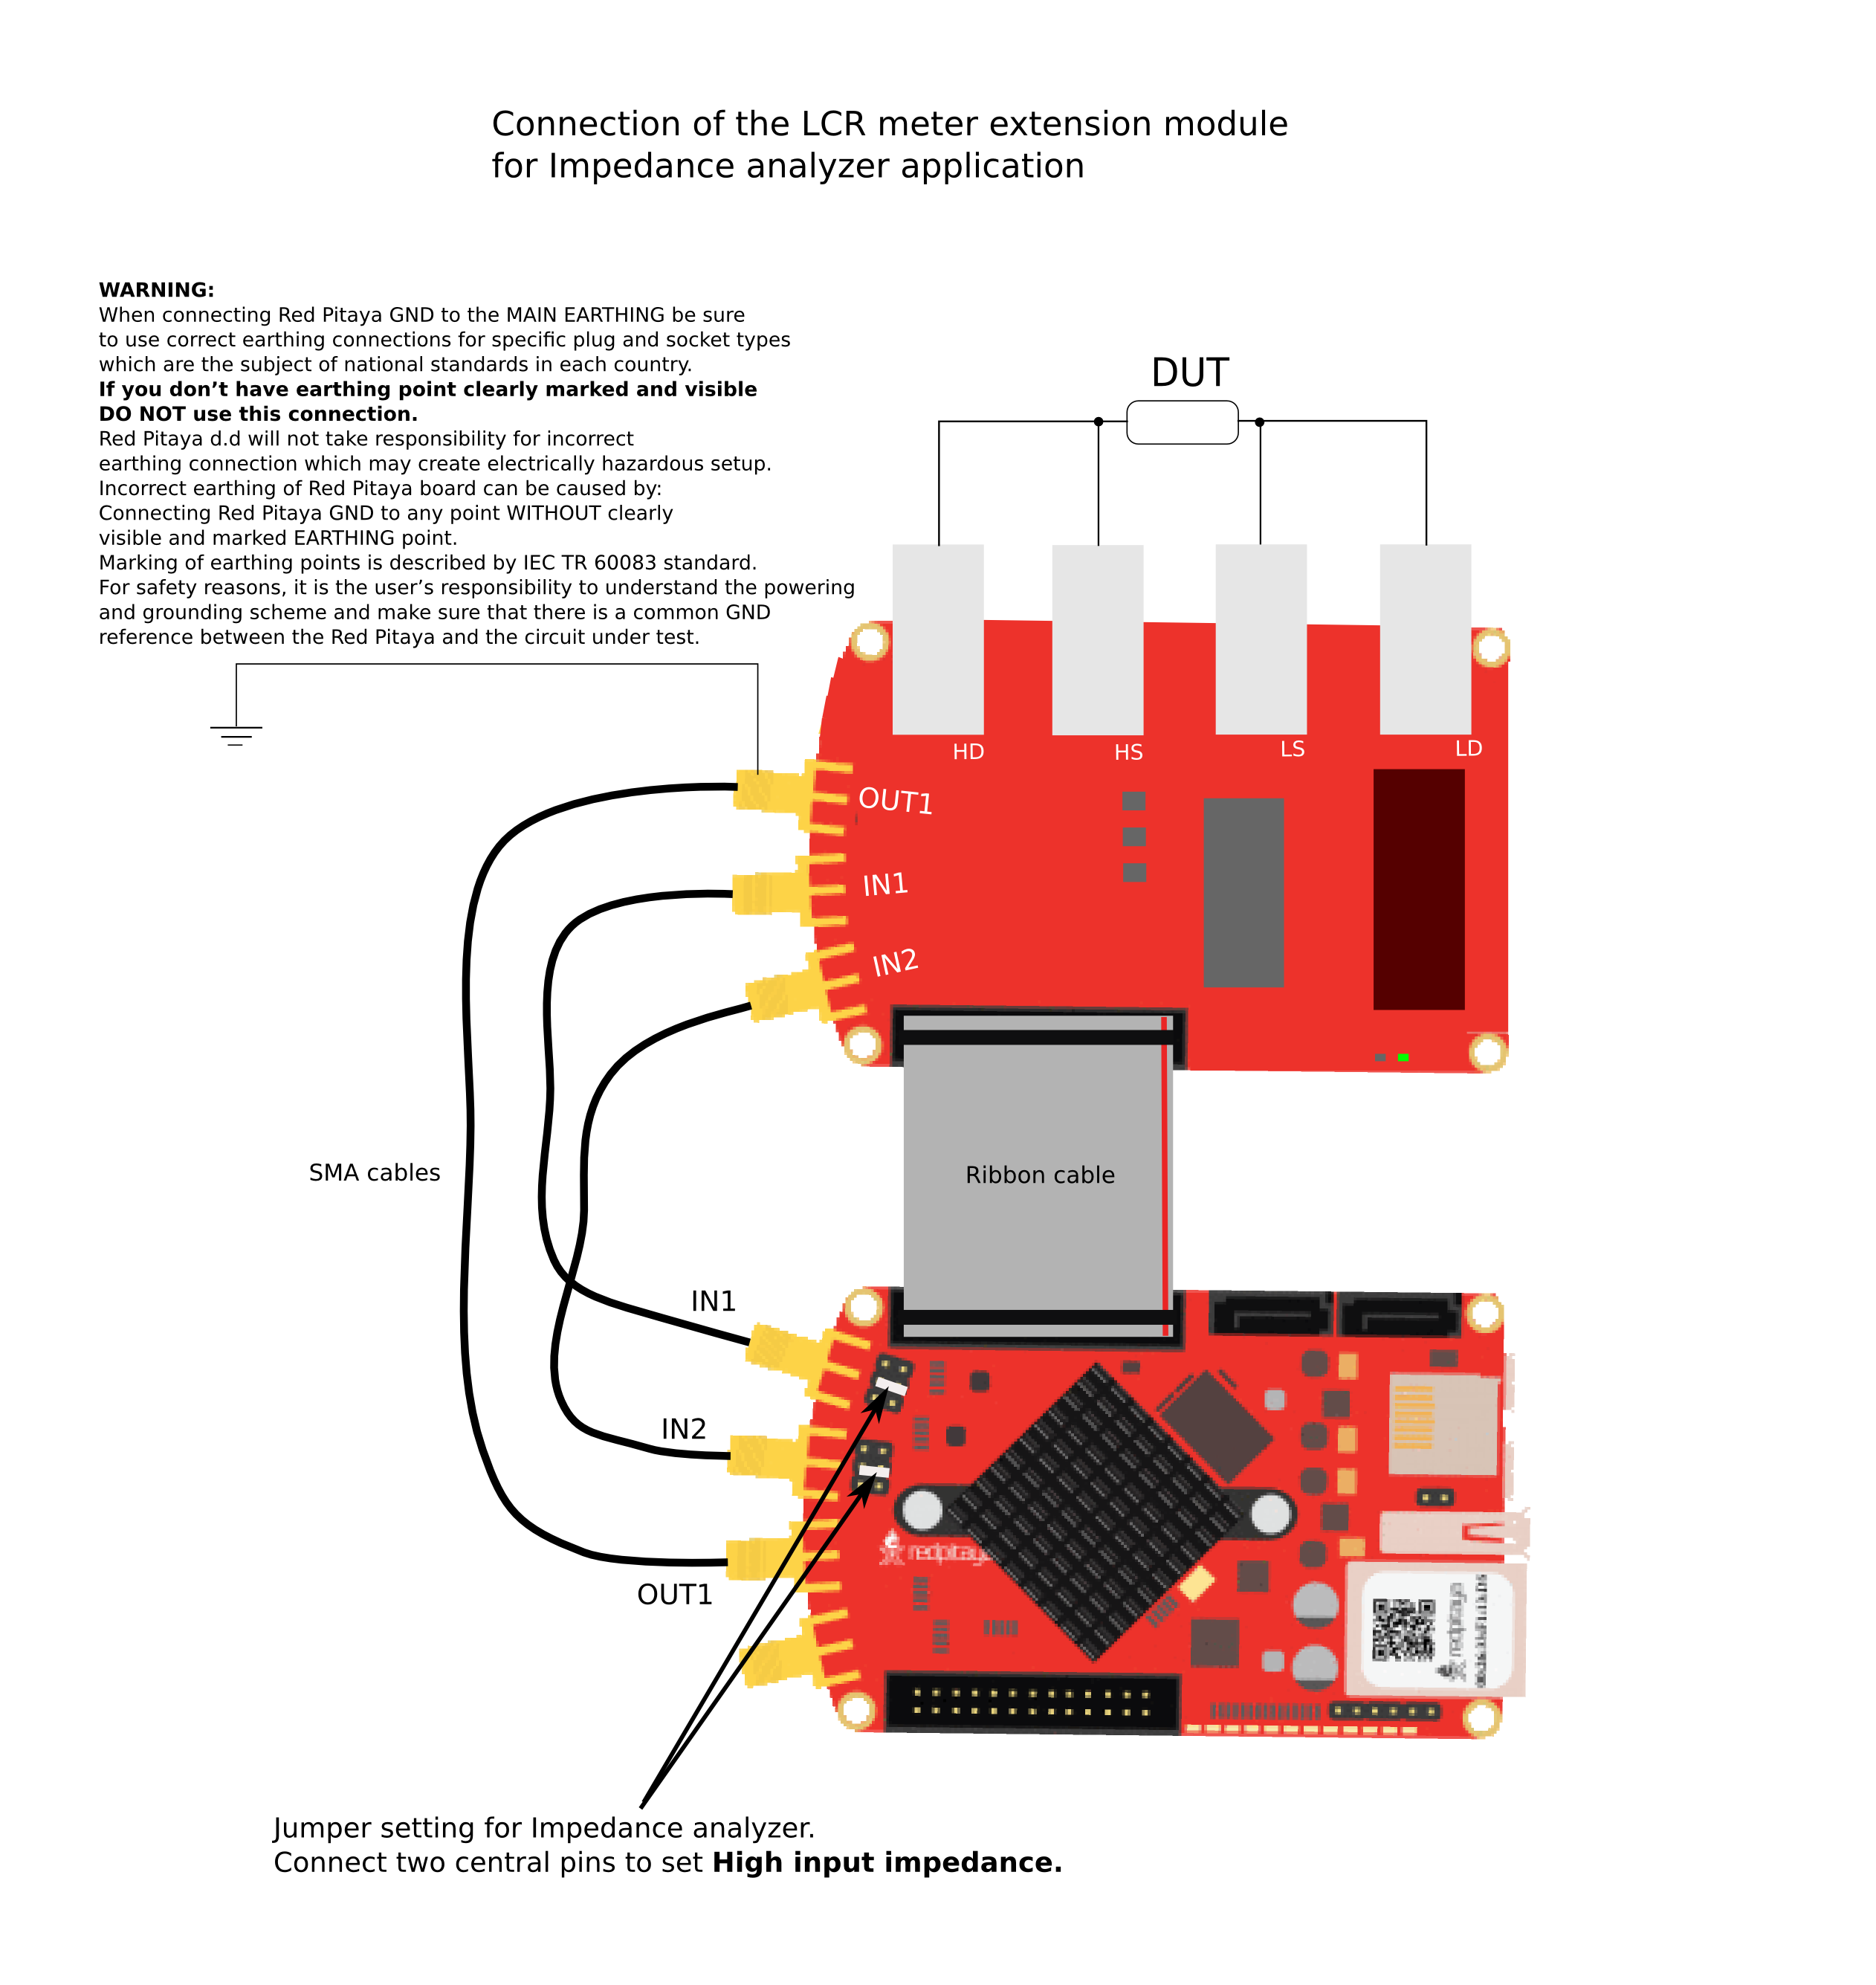 Connection of the LCR meter extension module
for Impedance analyzer application
WARNING:
When connecting Red Pitaya GND to the MAIN EARTHING be sure
to use correct earthing connections for specific plug and socket types
which are the subject of national standards in each country.
If you don’t have earthing point clearly marked and visible
DO NOT use this connection.
Red Pitaya d.d will not take responsibility for incorrect
earthing connection which may create electrically hazardous setup.
Incorrect earthing of Red Pitaya board can be caused by:
Connecting Red Pitaya GND to any point WITHOUT clearly
visible and marked EARTHING point.
Marking of earthing points is described by IEC TR 60083 standard.
For safety reasons, it is the user’s responsibility to understand the powering
and grounding scheme and make sure that there is a common GND
reference between the Red Pitaya and the circuit under test.
DUT
HD
HS
LS
LD
OUT1
IN1
IN2
SMA cables
Ribbon cable
IN1
IN2
OUT1
redpitaya
redpitaya
Jumper setting for Impedance analyzer.
Connect two central pins to set High input impedance.